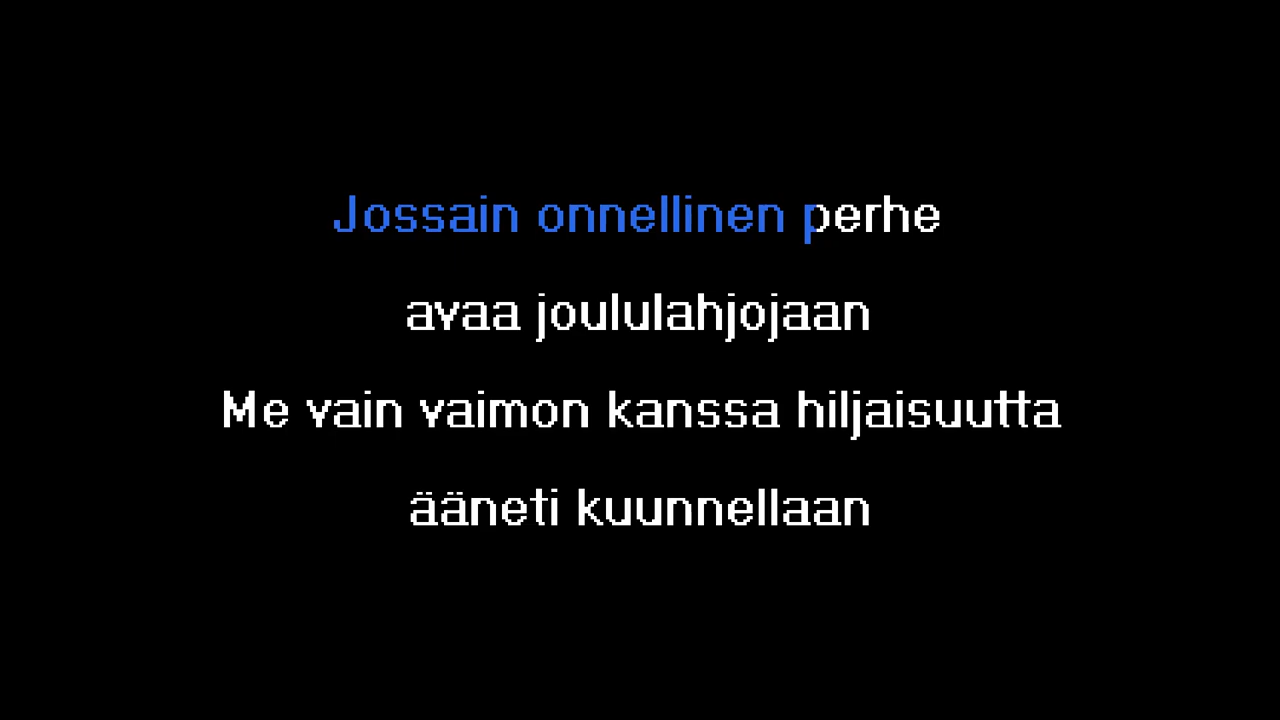 Jossain onnellinen perhe
avaa joululahjojaan
Me vain vaimon kanssa hiljaisuutta
ääneti kuunnellaan